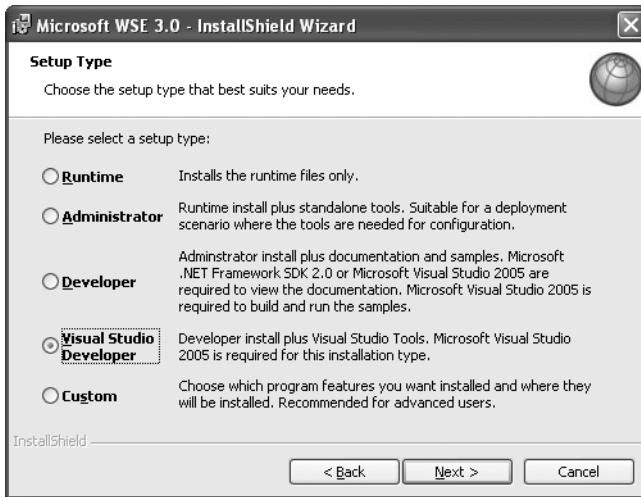 Microsoft WSE 3.0 - InstallShield Wizard
Setup Type
Choose the setup type that best suits your needs.
Please select a setup type:
Runtime
Installs the runtime files only.
Administrator
Runtime install plus standalone tools. Suitable for a deployment
scenario where the tools are needed for configuration.
Developer
Adminstrator install plus documentation and samples. Microsoft
.NET Framework SDK 2.0 or Microsoft Visual Studio 2005 are
required to view the documentation. Microsoft Visual Studio 2005 is
required to build and run the samples.
Visual Studio
Developer
Developer install plus Visual Studio Tools. Microsoft Visual Studio
2005 is required for this installation type.
Custom
Choose which program features you want installed and where they
will be installed. Recommended for advanced users.
InstallShield
< Back
Next >
Cancel